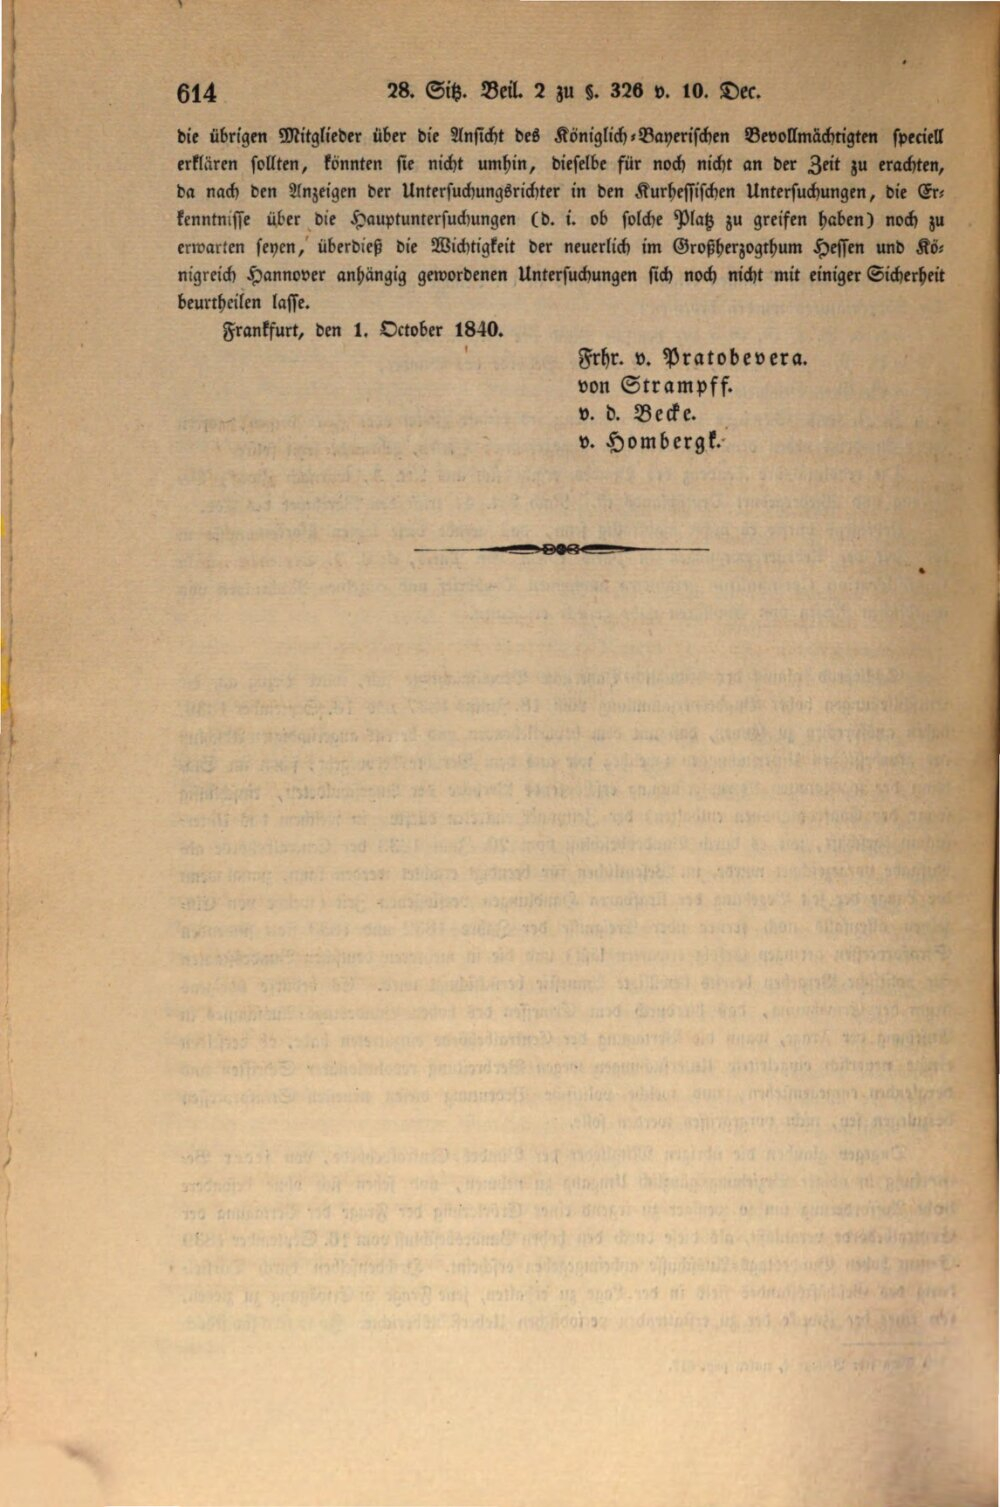 614
28. Sitz. Beil. 2 zu §. 326 v. 10. Dec.
die übrigen Mitglieder über die Ansicht des Königlich-Bayerischen Bevollmächtigten speciell
erklären sollten, könnten sie nicht umhin, dieselbe für noch nicht an der Zeit zu erachten,
da nach den Anzeigen der Untersuchungsrichter in den Kurhessischen Untersuchungen, die Er-
kenntnisse über die Hauptuntersuchungen (d. i. ob solche Platz zu greifen haben) noch zu
erwarten seyen, überdieß die Wichtigkeit der neuerlich im Großherzogthum Hessen und Kö-
nigreich Hannover anhängig gewordenen Untersuchungen sich noch nicht mit einiger Sicherheit
beurtheilen lasse.
Frankfurt, den 1. October 1840.
Frhr. v. Pratobevera.
von Strampff.
v. d. Becke.
v. Hombergk.